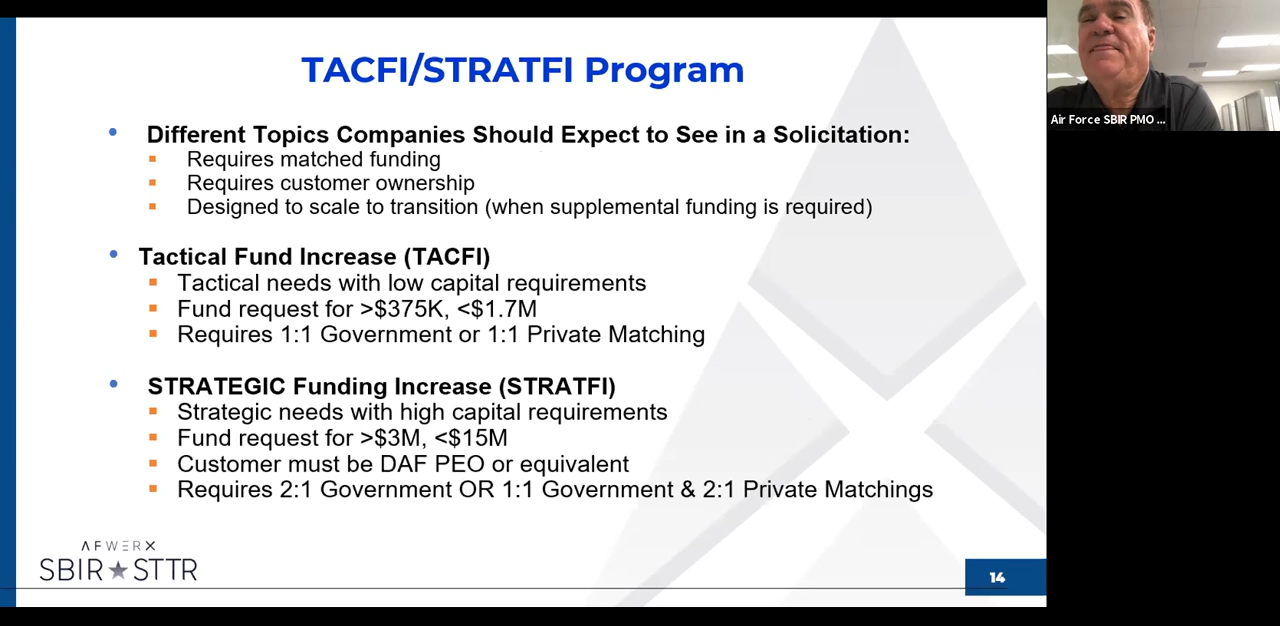 TACFI/STRATFI Program
• Different Topics Companies Should Expect to See in a Solicitation:
▪ Requires matched funding
▪ Requires customer ownership
▪ Designed to scale to transition (when supplemental funding is required)
• Tactical Fund Increase (TACFI)
▪ Tactical needs with low capital requirements
▪ Fund request for >$375K, <$1.7M
▪ Requires 1:1 Government or 1:1 Private Matching
• STRATEGIC Funding Increase (STRATFI)
▪ Strategic needs with high capital requirements
▪ Fund request for >$3M, <$15M
▪ Customer must be DAF PEO or equivalent
▪ Requires 2:1 Government OR 1:1 Government & 2:1 Private Matchings
AFWERX
SBIR★STTR
14
Air Force SBIR PMO ...